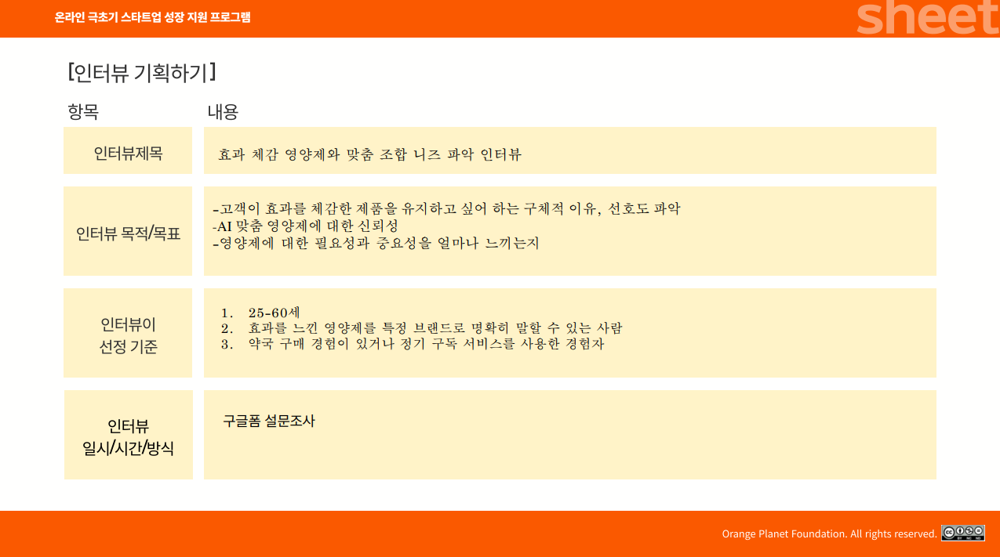 온라인 극초기 스타트업 성장 지원 프로그램
sheet
[인터뷰 기획하기]
항목
내용
인터뷰제목
효과 체감 영양제와 맞춤 조합 니즈 파악 인터뷰
인터뷰 목적/목표
-고객이 효과를 체감한 제품을 유지하고 싶어 하는 구체적 이유, 선호도 파악
-AI 맞춤 영양제에 대한 신뢰성
-영양제에 대한 필요성과 중요성을 얼마나 느끼는지
인터뷰이
선정 기준
1. 25-60세
2. 효과를 느낀 영양제를 특정 브랜드로 명확히 말할 수 있는 사람
3. 약국 구매 경험이 있거나 정기 구독 서비스를 사용한 경험자
인터뷰
일시/시간/방식
구글폼 설문조사
Orange Planet Foundation. All rights reserved.
cc
BY NC ND